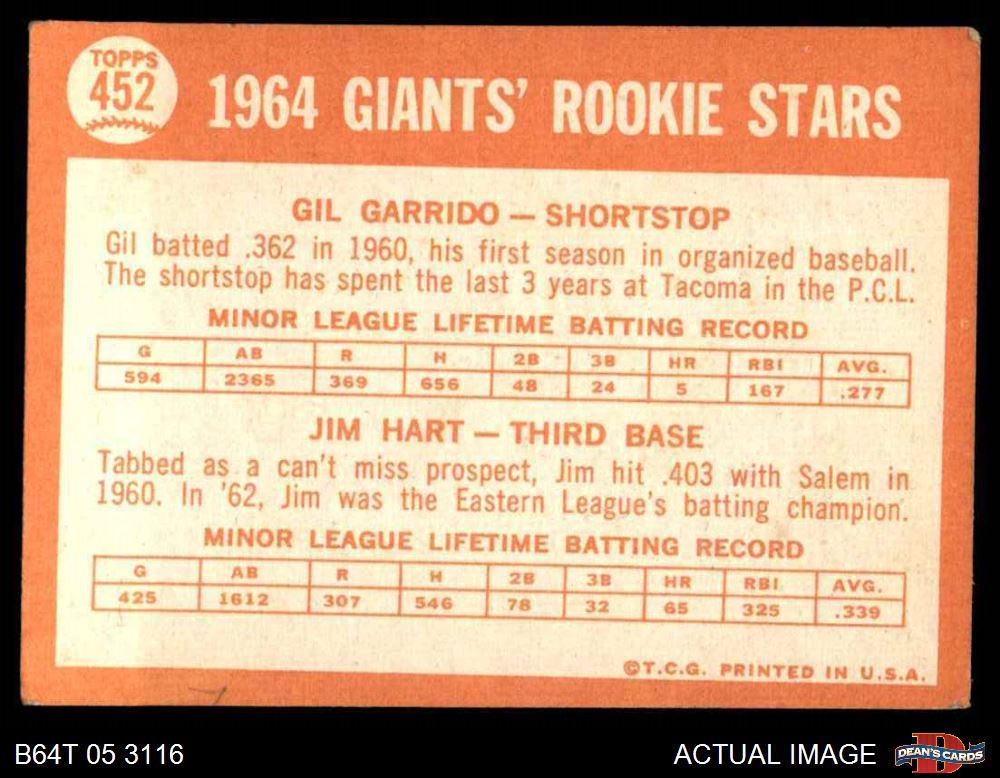 TOPPS
452
1964 GIANTS' ROOKIE STARS
GIL GARRIDO — SHORTSTOP
Gil batted .362 in 1960, his first season in organized baseball.
The shortstop has spent the last 3 years at Tacoma in the P.C.L.
MINOR LEAGUE LIFETIME BATTING RECORD
G AB R H 2B 3B HR RBI AVG.
594 2365 369 656 48 24 5 167 .277
JIM HART — THIRD BASE
Tabbed as a can't miss prospect, Jim hit .403 with Salem in
1960. In '62, Jim was the Eastern League's batting champion.
MINOR LEAGUE LIFETIME BATTING RECORD
G AB R H 2B 3B HR RBI AVG.
425 1612 307 546 78 32 65 325 .339
©T.C.G. PRINTED IN U.S.A.
B64T 05 3116
ACTUAL IMAGE
DEAN'S CARDS